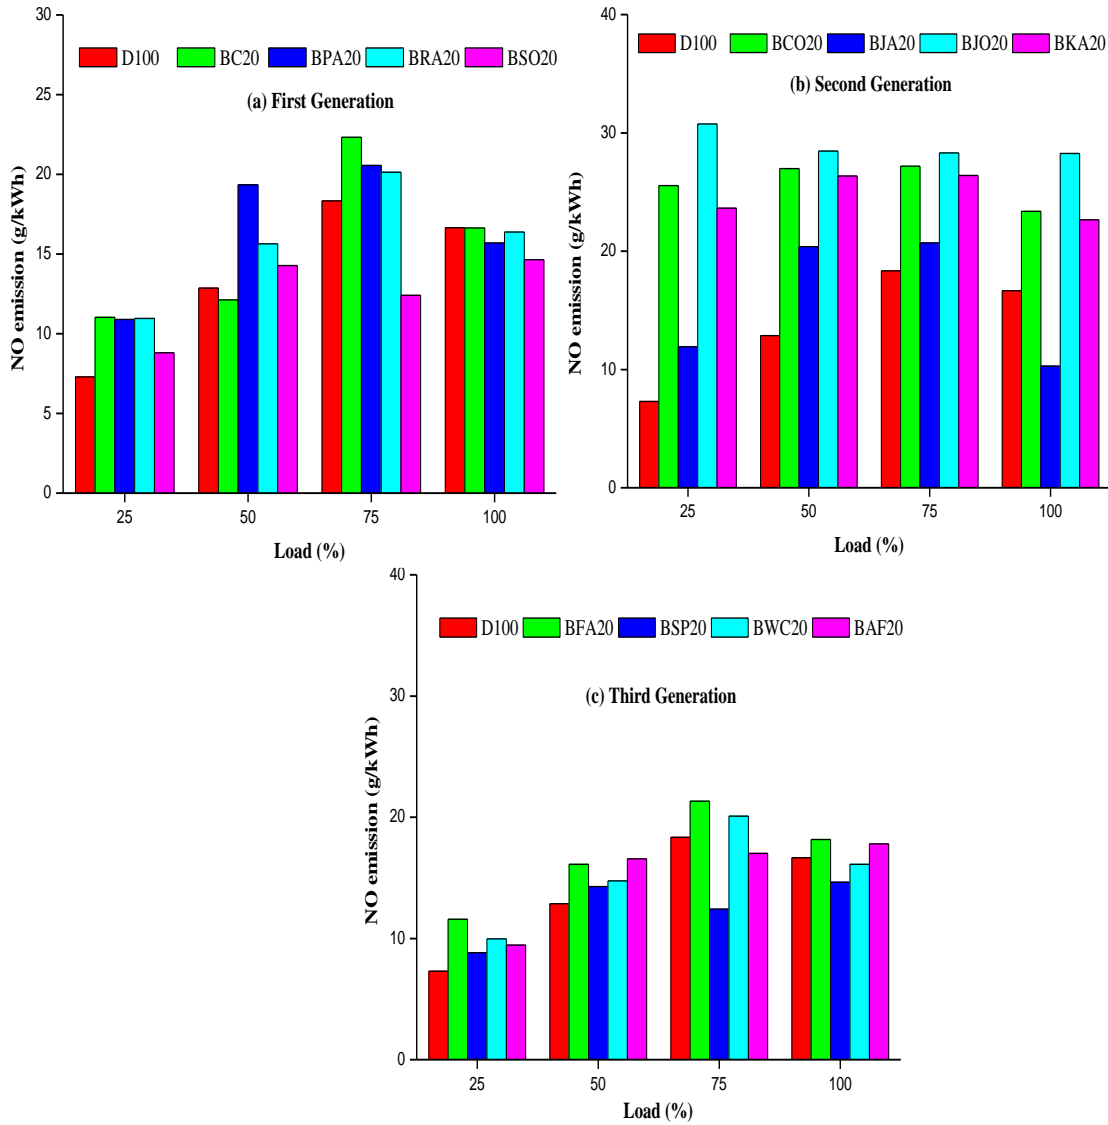 D100 BC20 BPA20 BRA20 BSO20
(a) First Generation
NO emission (g/kWh)
30
25
20
15
10
5
0
25 50 75 100
Load (%)
D100 BCO20 BJA20 BJO20 BKA20
(b) Second Generation
NO emission (g/kWh)
40
30
20
10
0
25 50 75 100
Load (%)
D100 BFA20 BSP20 BWC20 BAF20
(c) Third Generation
NO emission (g/kWh)
40
30
20
10
0
25 50 75 100
Load (%)